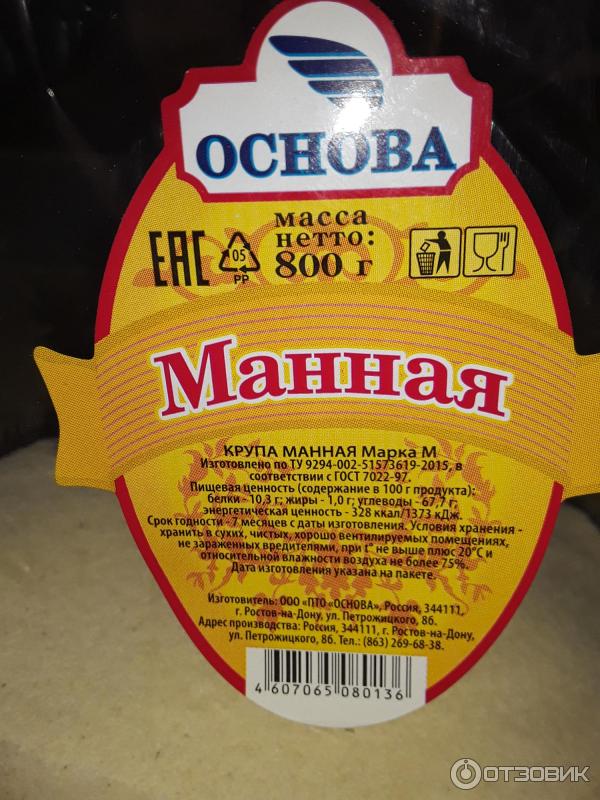 ОСНОВА
масса
нетто:
800 г
EAC
05
PP
Манная
КРУПА МАННАЯ Марка М
Изготовлено по ТУ 9294-002-51573619-2015, в
соответствии с ГОСТ 7022-97.
Пищевая ценность (содержание в 100 г продукта):
белки - 10,3 г; жиры - 1,0 г; углеводы - 67,7 г;
энергетическая ценность - 328 ккал/1373 кДж.
Срок годности - 7 месяцев с даты изготовления. Условия хранения -
хранить в сухих, чистых, хорошо вентилируемых помещениях,
не зараженных вредителями, при t° не выше плюс 20°С и
относительной влажности воздуха не более 75%.
Дата изготовления указана на пакете.
Изготовитель: ООО «ПТО «ОСНОВА», Россия, 344111,
г. Ростов-на-Дону, ул. Петрожицкого, 8б.
Адрес производства: Россия, 344111, г. Ростов-на-Дону,
ул. Петрожицкого, 8б. Тел.: (863) 269-68-38.
4 607065 080136
ОТЗОВИК